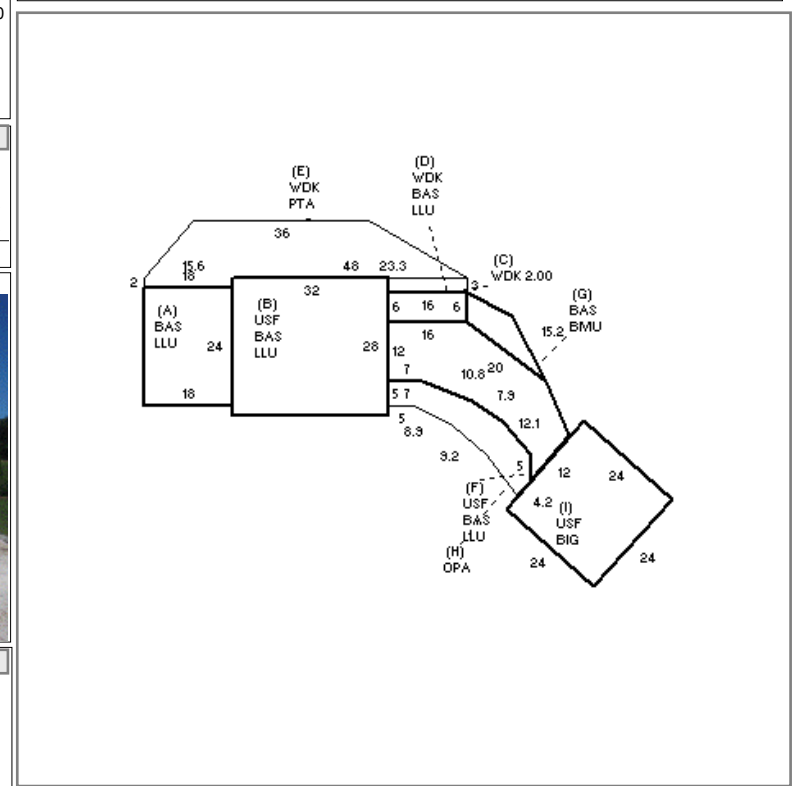 (D)
WDK
BAS
LLU
(E)
WDK
PTA
36
(C)
WDK 2.00
15.6
18
48 23.3
2
3
(G)
BAS
BMU
32
(A)
BAS
LLU
(B)
USF
BAS
LLU
6 16 6
15.2
16
24
28
12
7
10.8 20
18
5 7
7.9
5
8.9
12.1
9.2
5
12
24
(F)
USF
BAS
LLU
4.2
(I)
USF
BIG
(H)
OPA
24
24